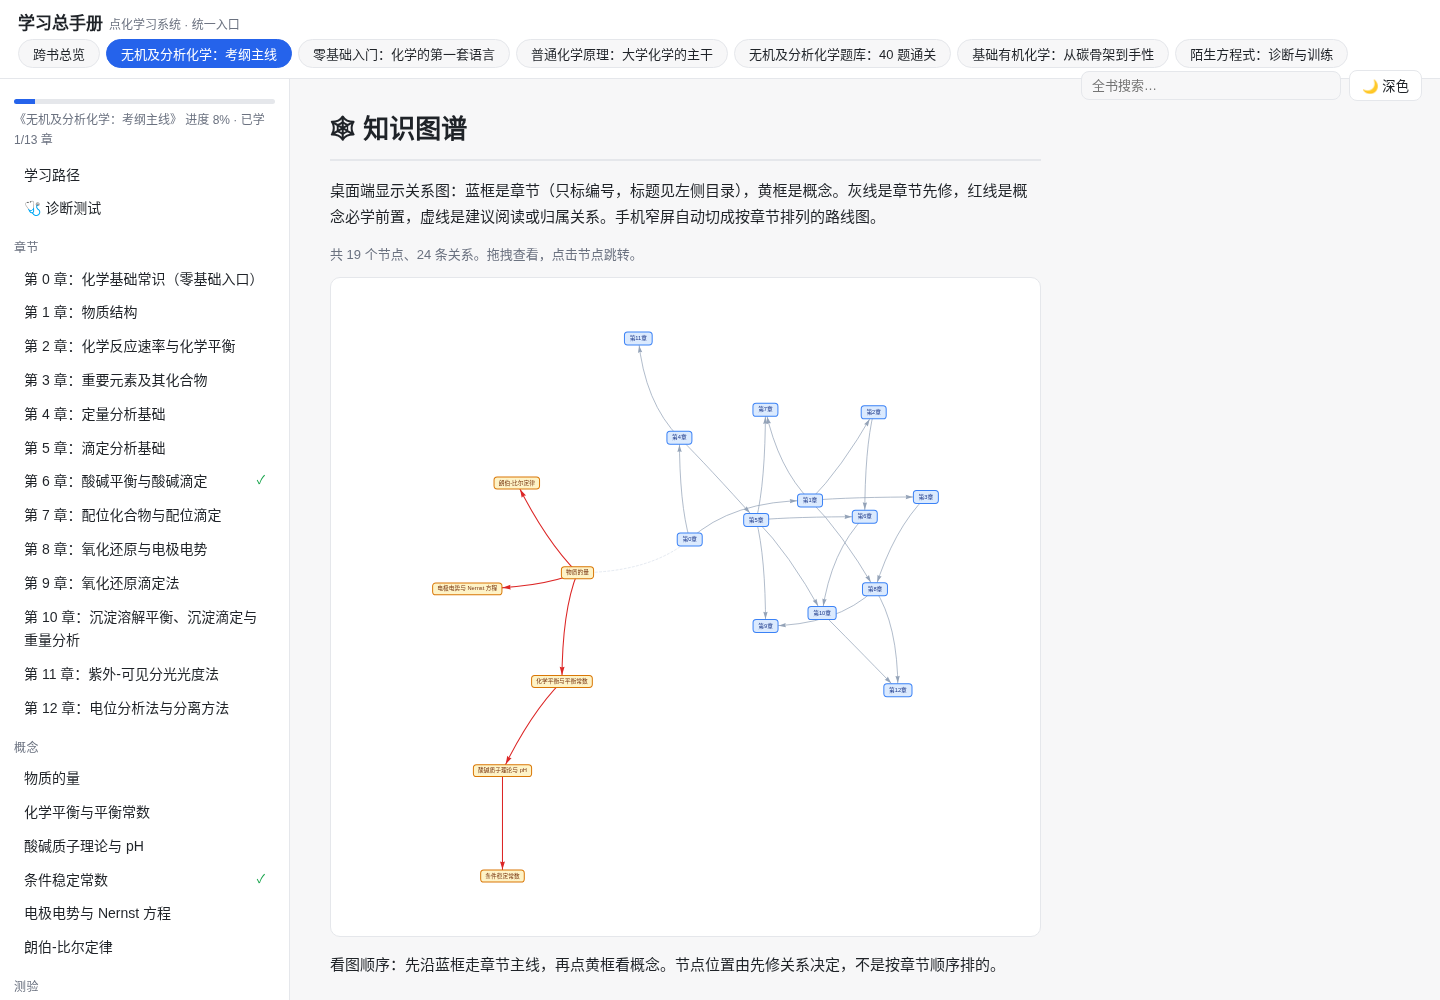 学习总手册 点化学习系统 · 统一入口
跨书总览 无机及分析化学：考纲主线 零基础入门：化学的第一套语言 普通化学原理：大学化学的主干 无机及分析化学题库：40 题通关 基础有机化学：从碳骨架到手性 陌生方程式：诊断与训练
全书搜索… 🌙 深色
《无机及分析化学：考纲主线》 进度 8% · 已学
1/13 章
学习路径
🩺 诊断测试
章节
第 0 章：化学基础常识（零基础入口）
第 1 章：物质结构
第 2 章：化学反应速率与化学平衡
第 3 章：重要元素及其化合物
第 4 章：定量分析基础
第 5 章：滴定分析基础
第 6 章：酸碱平衡与酸碱滴定 ✓
第 7 章：配位化合物与配位滴定
第 8 章：氧化还原与电极电势
第 9 章：氧化还原滴定法
第 10 章：沉淀溶解平衡、沉淀滴定与
重量分析
第 11 章：紫外-可见分光光度法
第 12 章：电位分析法与分离方法
概念
物质的量
化学平衡与平衡常数
酸碱质子理论与 pH
条件稳定常数 ✓
电极电势与 Nernst 方程
朗伯-比尔定律
测验
🕸 知识图谱
桌面端显示关系图：蓝框是章节（只标编号，标题见左侧目录），黄框是概念。灰线是章节先修，红线是概
念必学前置，虚线是建议阅读或归属关系。手机窄屏自动切成按章节排列的路线图。
共 19 个节点、24 条关系。拖拽查看，点击节点跳转。
第11章
第7章
第2章
第4章
朗伯-比尔定律
第1章
第3章
第5章
第6章
第0章
物质的量
电极电势与 Nernst 方程
第8章
第10章
第9章
化学平衡与平衡常数
第12章
酸碱质子理论与 pH
条件稳定常数
看图顺序：先沿蓝框走章节主线，再点黄框看概念。节点位置由先修关系决定，不是按章节顺序排的。